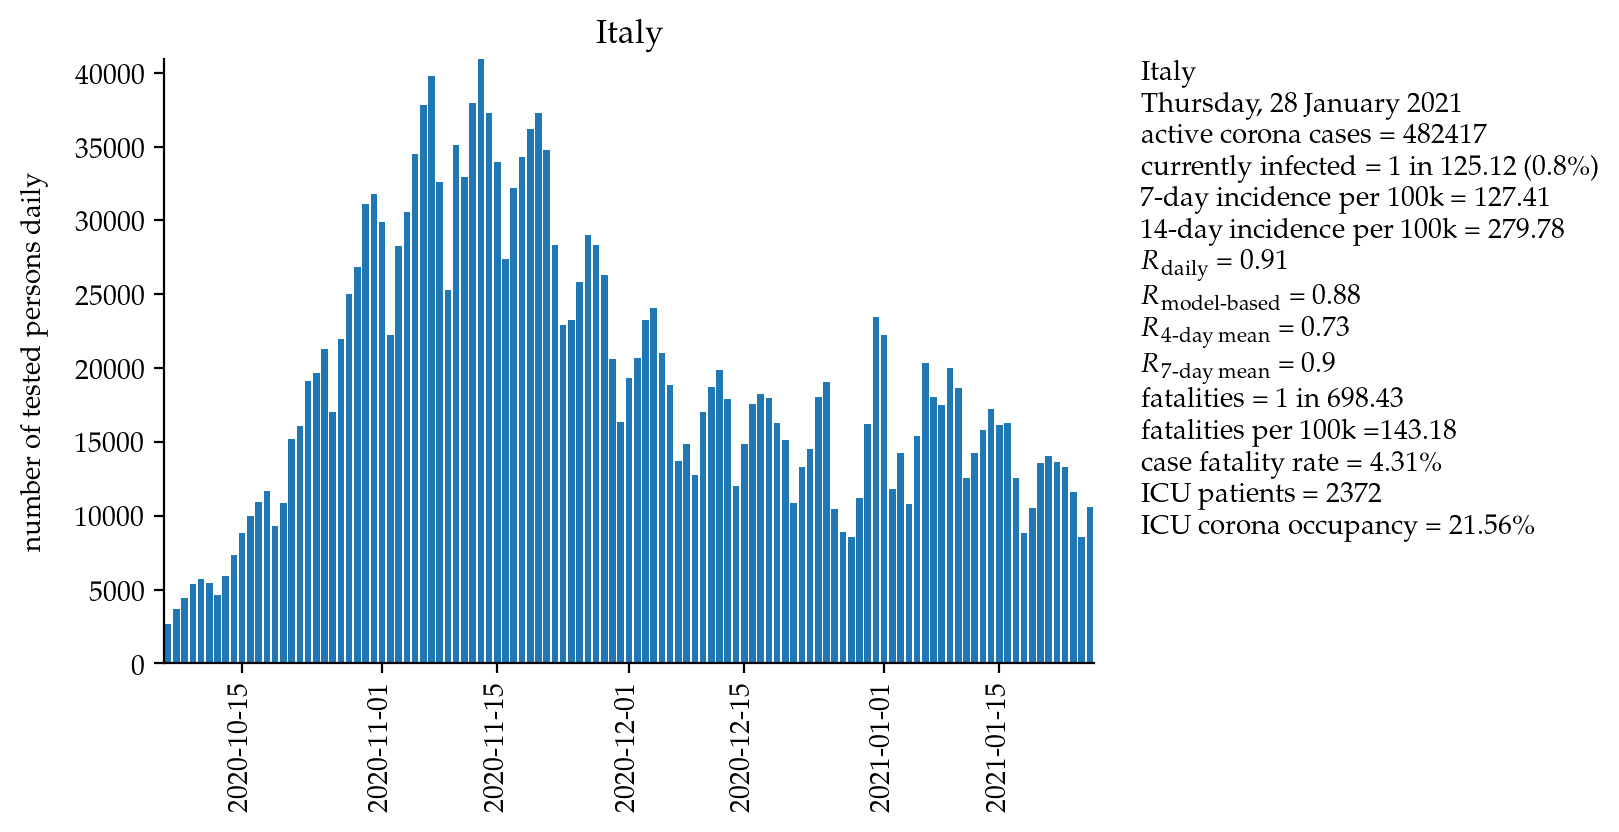 Italy
number of tested persons daily
40000
35000
30000
25000
20000
15000
10000
5000
0
2020-10-15
2020-11-01
2020-11-15
2020-12-01
2020-12-15
2021-01-01
2021-01-15
Italy
Thursday, 28 January 2021
active corona cases = 482417
currently infected = 1 in 125.12 (0.8%)
7-day incidence per 100k = 127.41
14-day incidence per 100k = 279.78
R daily = 0.91
R model-based = 0.88
R 4-day mean = 0.73
R 7-day mean = 0.9
fatalities = 1 in 698.43
fatalities per 100k =143.18
case fatality rate = 4.31%
ICU patients = 2372
ICU corona occupancy = 21.56%